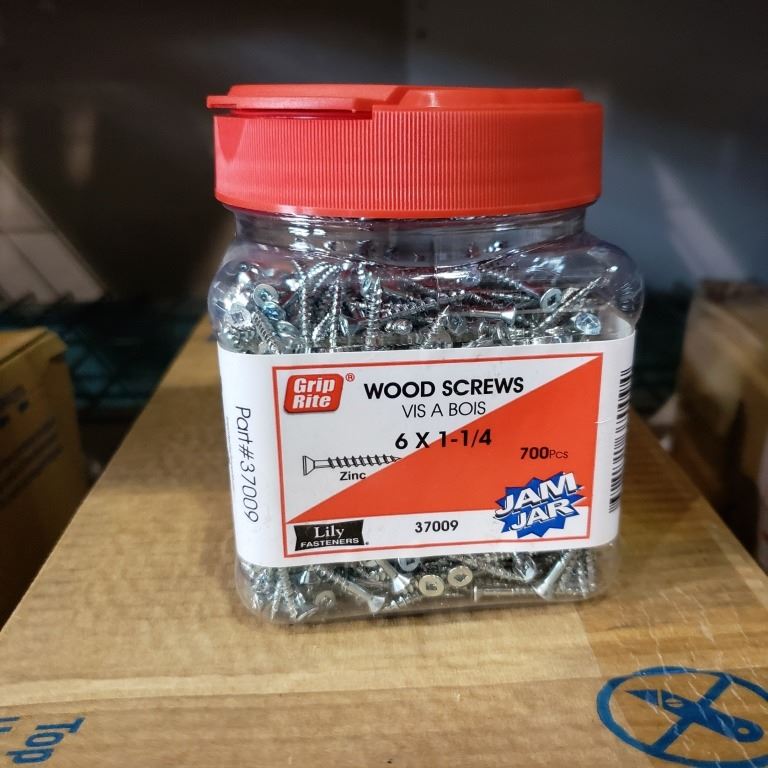 Grip
Rite
®
WOOD SCREWS
VIS A BOIS
6 X 1-1/4
700Pcs
Zinc
JAM
JAR
Lily
FASTENERS
37009
Part#37009
Top